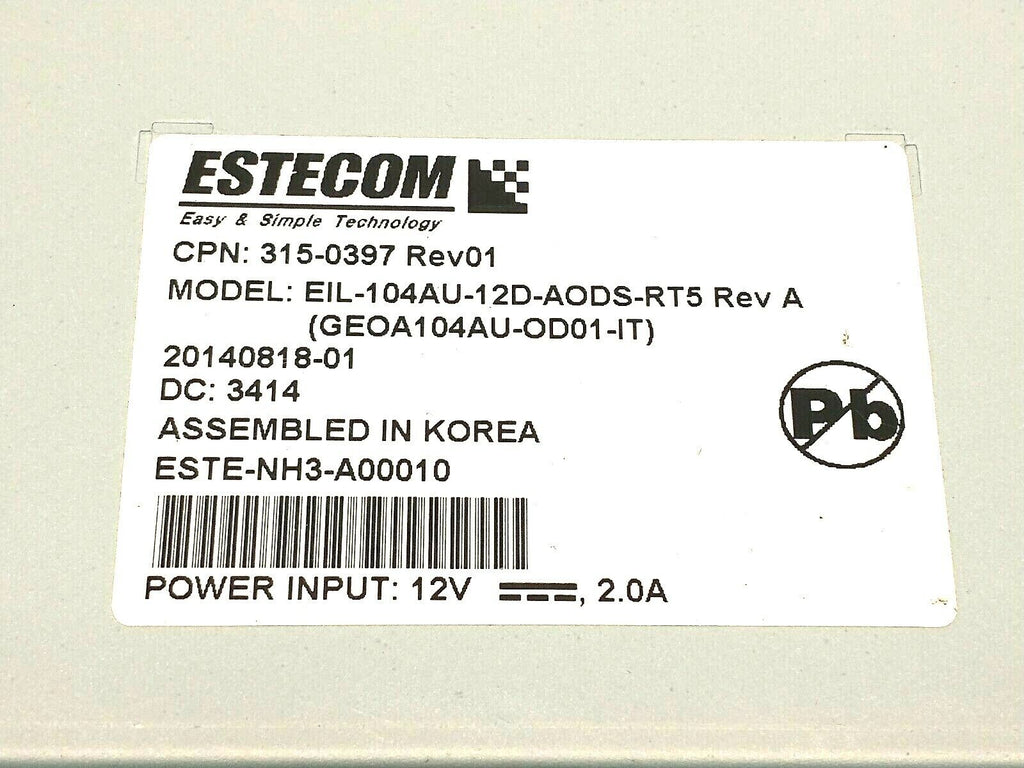 ESTECOM
Easy & Simple Technology
CPN: 315-0397 Rev01
MODEL: EIL-104AU-12D-AODS-RT5 Rev A
(GEOA104AU-OD01-IT)
20140818-01
DC: 3414
Pb
ASSEMBLED IN KOREA
ESTE-NH3-A00010
POWER INPUT: 12V ⎓, 2.0A